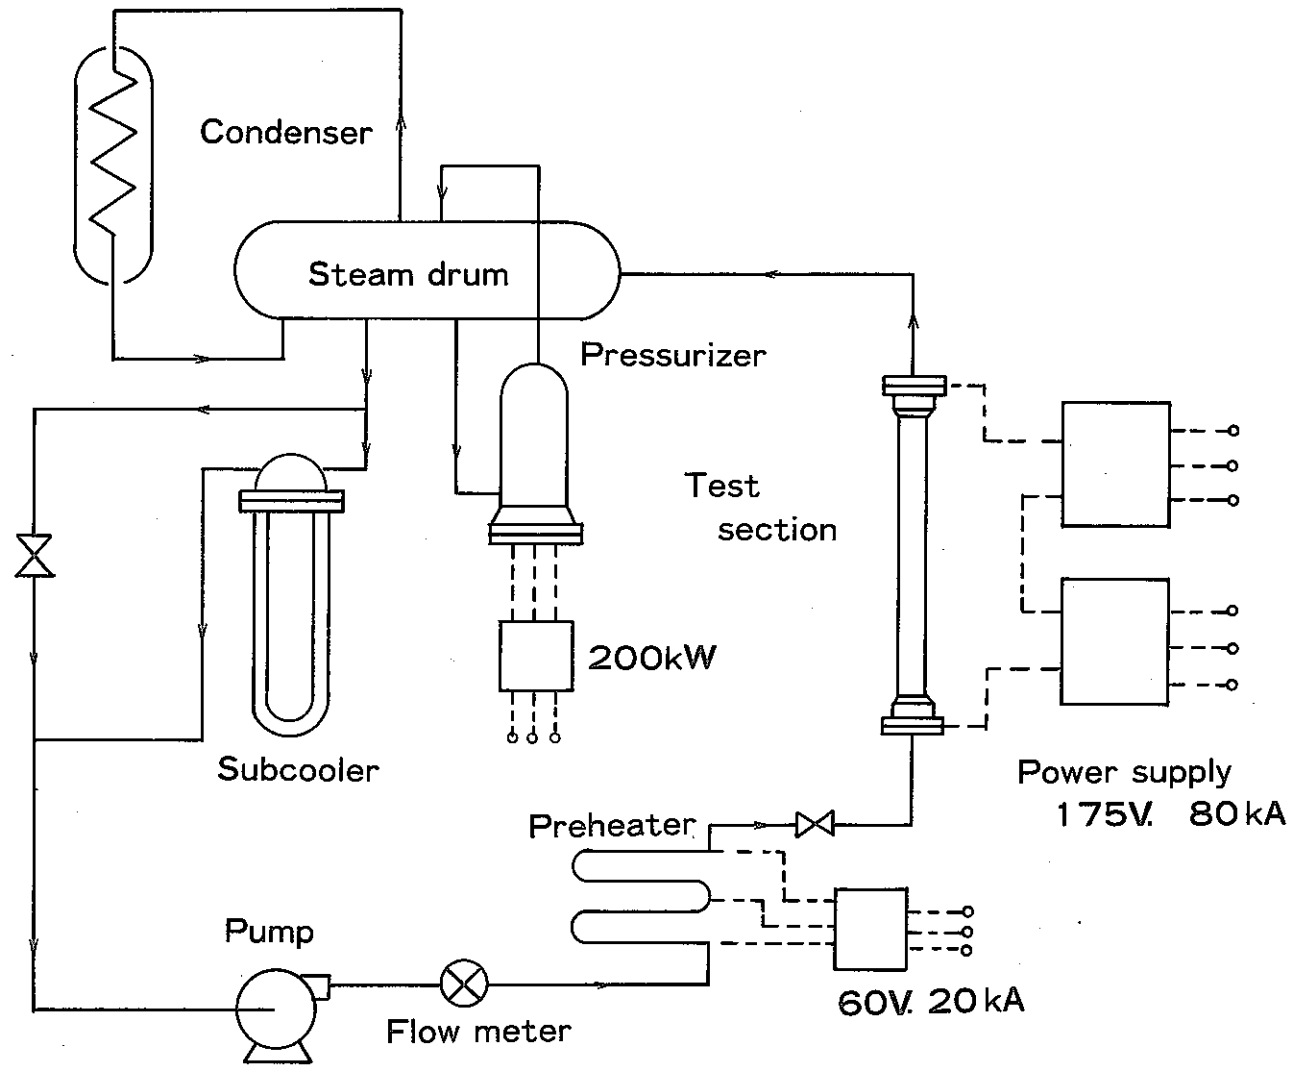 Condenser
Steam drum
Pressurizer
Test
section
200kW
Subcooler
Power supply
175V. 80kA
Preheater
Pump
60V. 20kA
Flow meter